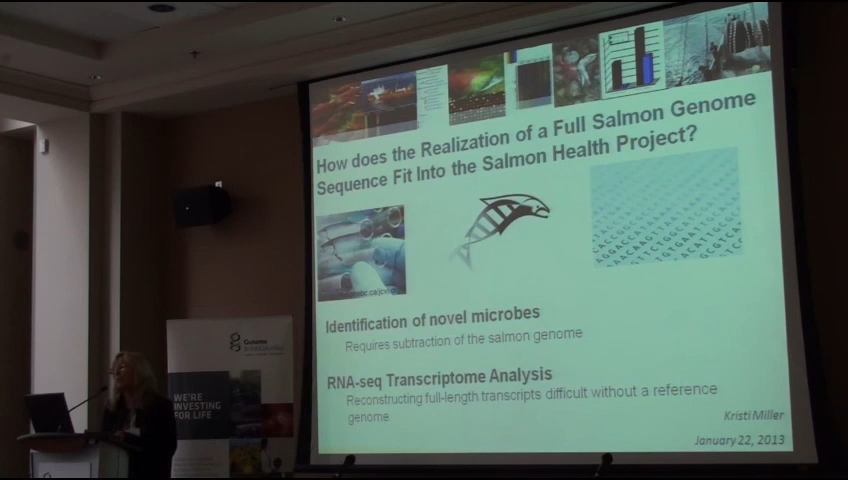 How does the Realization of a Full Salmon Genome
Sequence Fit Into the Salmon Health Project?
Identification of novel microbes
Requires subtraction of the salmon genome
RNA-seq Transcriptome Analysis
Reconstructing full-length transcripts difficult without a reference
genome
Kristi Miller
January 22, 2013
Genome
WE'RE
INVESTING
FOR LIFE